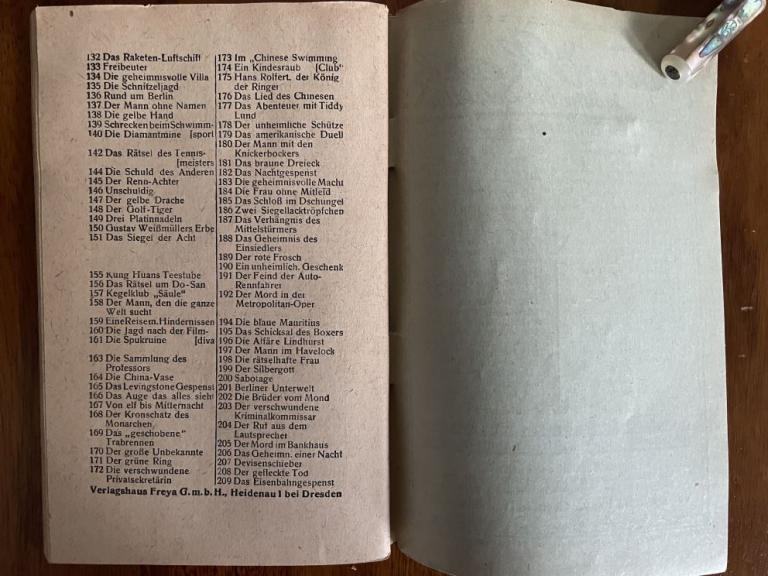 132 Das Raketen-Luftschiff
133 Freibeuter
134 Die geheimnisvolle Villa
135 Die Schnitzeljagd
136 Rund um Berlin
137 Der Mann ohne Namen
138 Die gelbe Hand
139 Schrecken beim Schwimm-
140 Die Diamantmine [sport
142 Das Rätsel des Tennis-
[meisters
144 Die Schuld des Anderen
145 Der Renn-Achter
146 Unschuldig
147 Der gelbe Drache
148 Der Golf-Tiger
149 Drei Platinnadeln
150 Gustav Weißmüllers Erbe
151 Das Siegel der Acht
155 Kung Huans Teestube
156 Das Rätsel um Do-San
157 Kegelklub „Säule"
158 Der Mann, den die ganze
Welt sucht
159 Eine Reise m. Hindernissen
160 Die Jagd nach der Film-
161 Die Spukruine [diva
163 Die Sammlung des
Professors
164 Die China-Vase
165 Das Levingstone Gespenst
166 Das Auge das alles sieht
167 Von elf bis Mitternacht
168 Der Kronschatz des
Monarchen
169 Das „geschobene"
Trabrennen
170 Der große Unbekannte
171 Der grüne Ring
172 Die verschwundene
Privatsekretärin
173 Im „Chinese Swimming
174 Ein Kindesraub [Club"
175 Hans Rolfert, der König
der Ringer
176 Das Lied des Chinesen
177 Das Abenteuer mit Tiddy
Lund
178 Der unheimliche Schütze
179 Das amerikanische Duell
180 Der Mann mit den
Knickerbockers
181 Das braune Dreieck
182 Das Nachtgespenst
183 Die geheimnisvolle Macht
184 Die Frau ohne Mitleid
185 Das Schloß im Dschungel
186 Zwei Siegellacktröpfchen
187 Das Verhängnis des
Mittelstürmers
188 Das Geheimnis des
Einsiedlers
189 Der rote Frosch
190 Ein unheimlich. Geschenk
191 Der Feind der Auto-
Rennfahrer
192 Der Mord in der
Metropolitan-Oper
194 Die blaue Mauritius
195 Das Schicksal des Boxers
196 Die Affäre Lindhurst
197 Der Mann im Havelock
198 Die rätselhafte Frau
199 Der Silbergott
200 Sabotage
201 Berliner Unterwelt
202 Die Brüder vom Mond
203 Der verschwundene
Kriminalkommissar
204 Der Ruf aus dem
Lautsprecher
205 Der Mord im Bankhaus
206 Das Geheimn. einer Nacht
207 Devisenschieber
208 Der gefleckte Tod
209 Das Eisenbahngespenst
Verlagshaus Freya G.m.b.H., Heidenau I bei Dresden